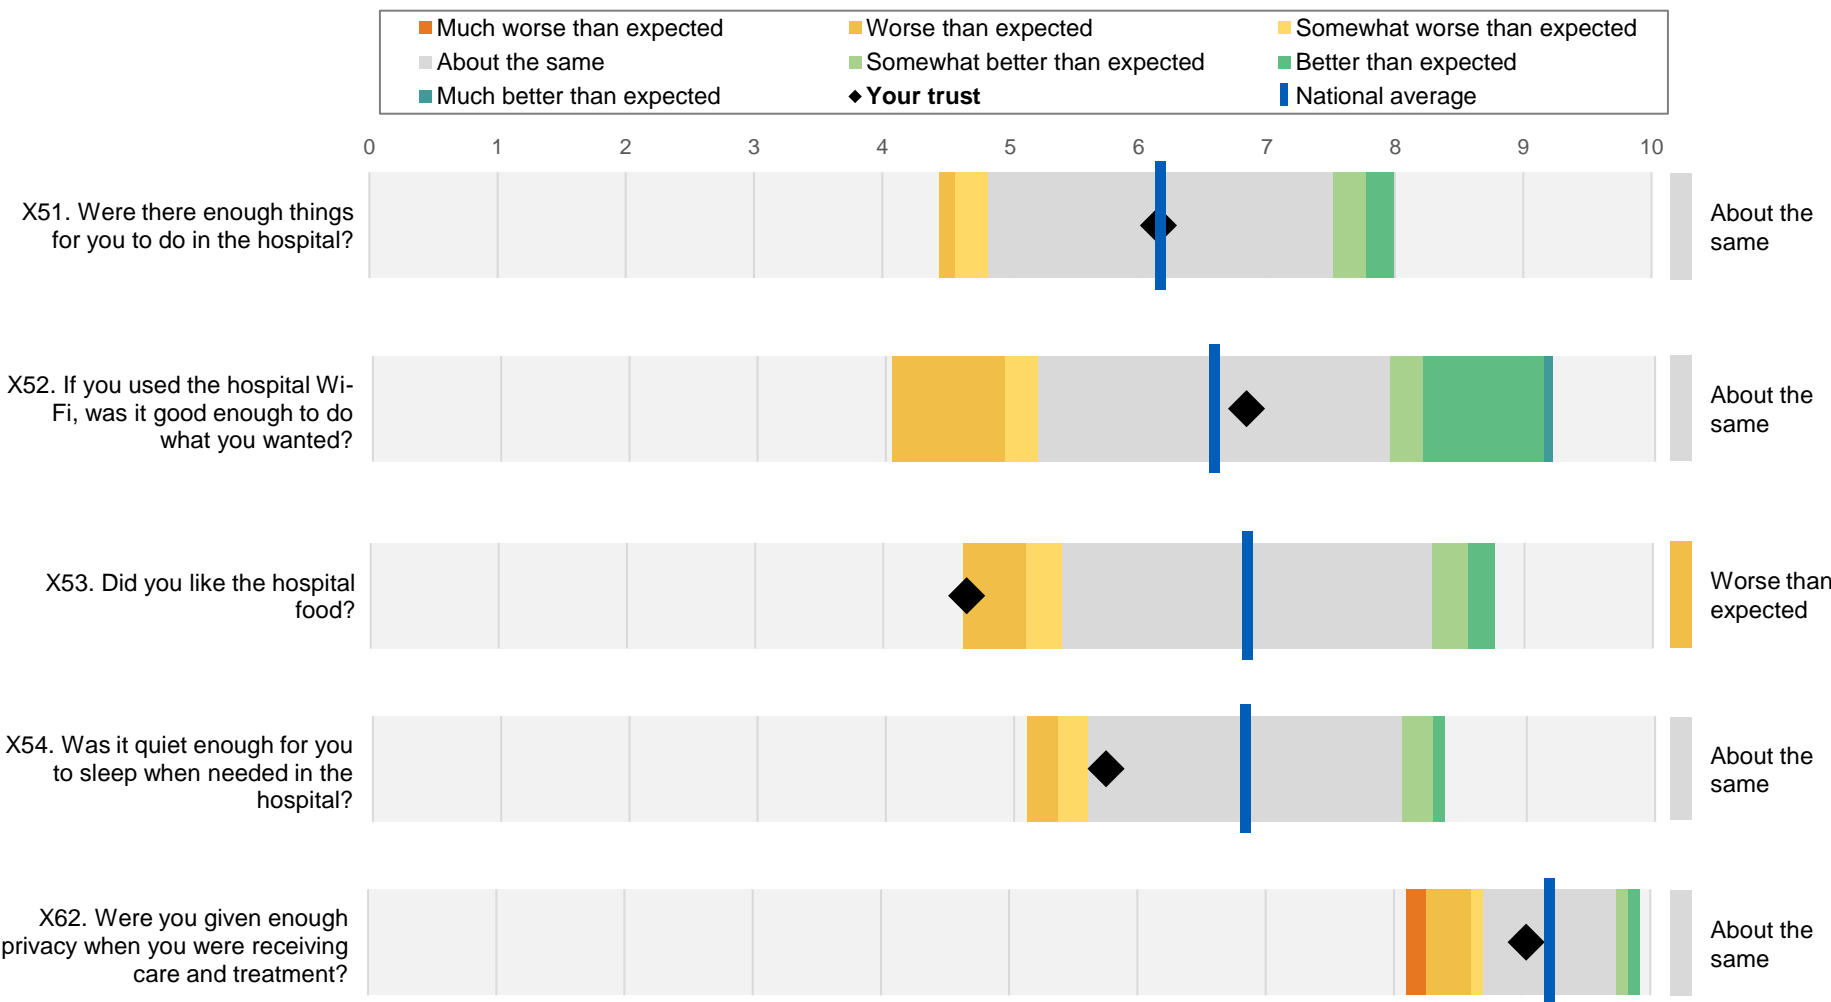 Much worse than expected
Worse than expected
Somewhat worse than expected
About the same
Somewhat better than expected
Better than expected
Much better than expected
Your trust
National average
0 1 2 3 4 5 6 7 8 9 10
X51. Were there enough things
for you to do in the hospital?
About the
same
X52. If you used the hospital Wi-
Fi, was it good enough to do
what you wanted?
About the
same
X53. Did you like the hospital
food?
Worse than
expected
X54. Was it quiet enough for you
to sleep when needed in the
hospital?
About the
same
X62. Were you given enough
privacy when you were receiving
care and treatment?
About the
same